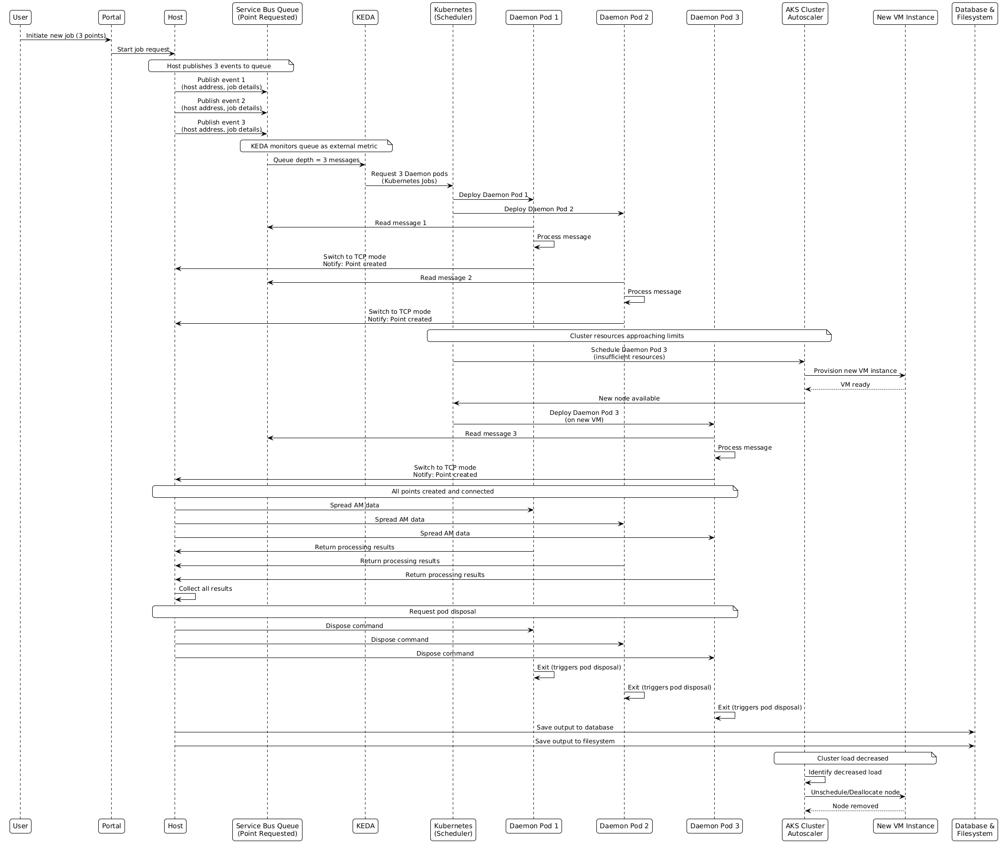 User
Portal
Host
Service Bus Queue
(Point Requested)
KEDA
Kubernetes
(Scheduler)
Daemon Pod 1
Daemon Pod 2
Daemon Pod 3
AKS Cluster
Autoscaler
New VM Instance
Database &
Filesystem
Initiate new job (3 points)
Start job request
Host publishes 3 events to queue
Publish event 1
(host address, job details)
Publish event 2
(host address, job details)
Publish event 3
(host address, job details)
KEDA monitors queue as external metric
Queue depth = 3 messages
Request 3 Daemon pods
(Kubernetes Jobs)
Deploy Daemon Pod 1
Deploy Daemon Pod 2
Read message 1
Process message
Switch to TCP mode
Notify: Point created
Read message 2
Process message
Switch to TCP mode
Notify: Point created
Cluster resources approaching limits
Schedule Daemon Pod 3
(insufficient resources)
Provision new VM instance
VM ready
New node available
Deploy Daemon Pod 3
(on new VM)
Read message 3
Process message
Switch to TCP mode
Notify: Point created
All points created and connected
Spread AM data
Spread AM data
Spread AM data
Return processing results
Return processing results
Return processing results
Collect all results
Request pod disposal
Dispose command
Dispose command
Dispose command
Exit (triggers pod disposal)
Exit (triggers pod disposal)
Exit (triggers pod disposal)
Save output to database
Save output to filesystem
Cluster load decreased
Identify decreased load
Unschedule/Deallocate node
Node removed
User
Portal
Host
Service Bus Queue
(Point Requested)
KEDA
Kubernetes
(Scheduler)
Daemon Pod 1
Daemon Pod 2
Daemon Pod 3
AKS Cluster
Autoscaler
New VM Instance
Database &
Filesystem